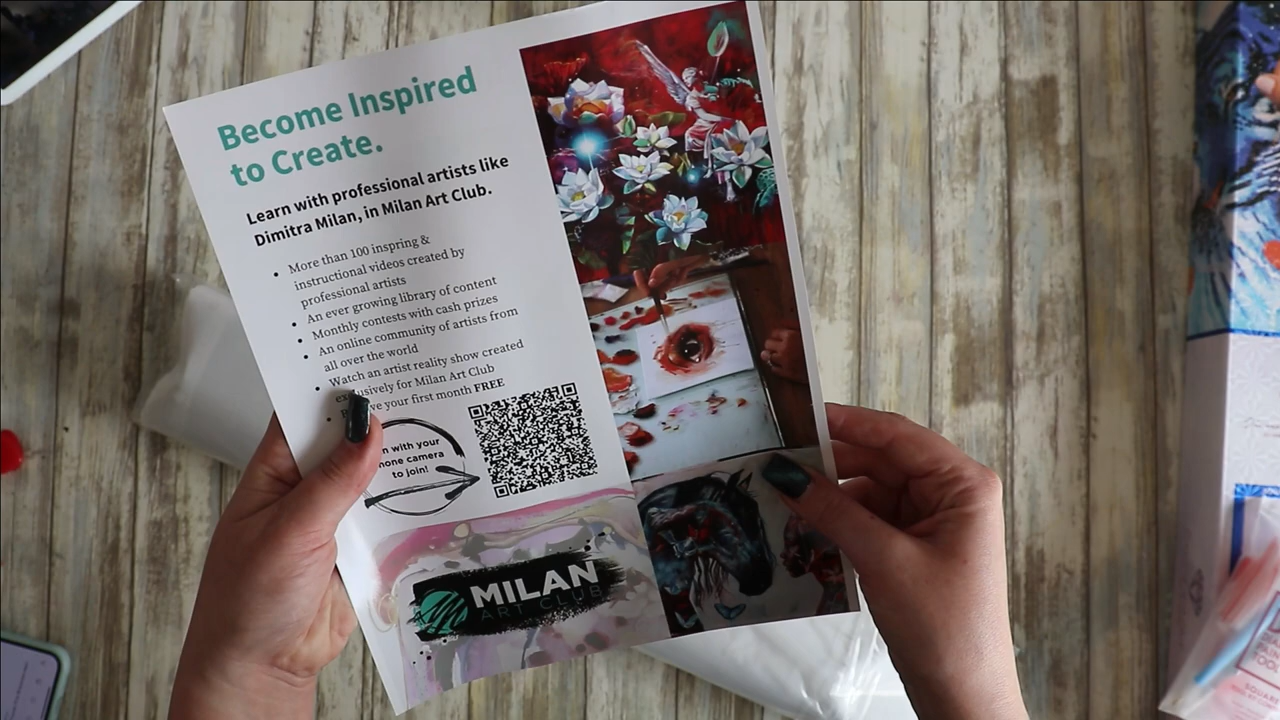 Become Inspired
to Create.
Learn with professional artists like
Dimitra Milan, in Milan Art Club.
• More than 100 inspring &
instructional videos created by
professional artists
• An ever growing library of content
• Monthly contests with cash prizes
• An online community of artists from
all over the world
• Watch an artist reality show created
exclusively for Milan Art Club
• ve your first month FREE
n with your
hone camera
to join!
MILAN
ART CLUB